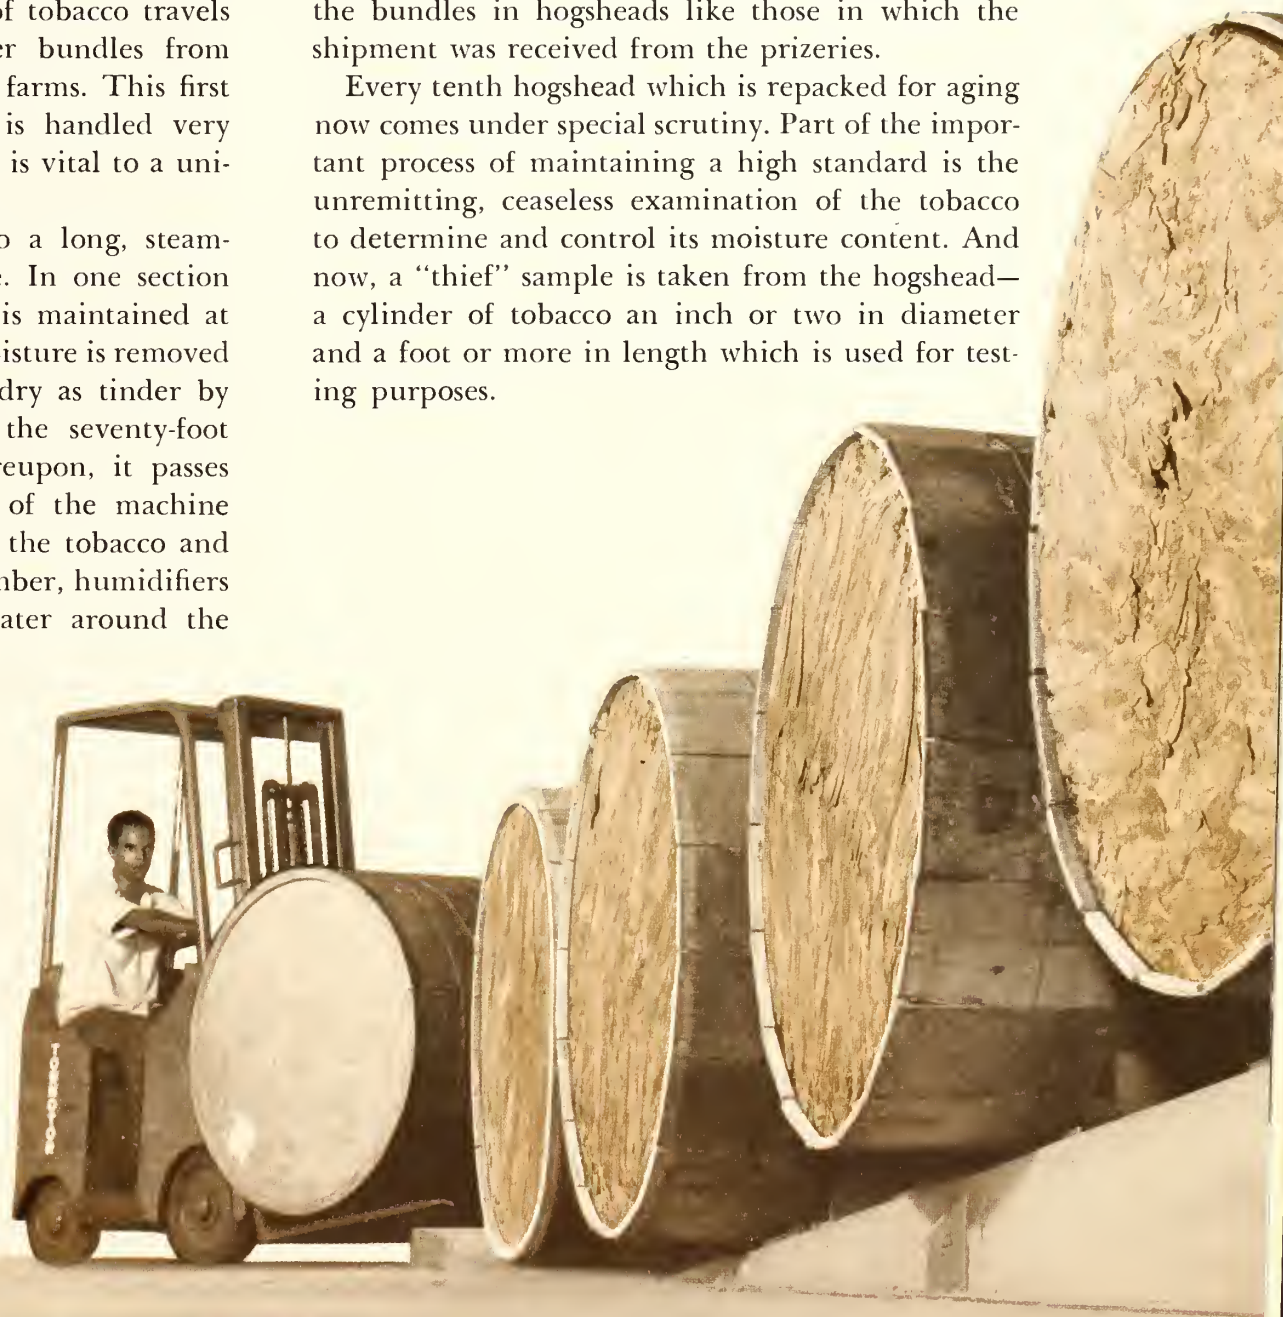 of tobacco travels
er bundles from
farms. This first
is handled very
is vital to a uni-
o a long, steam-
e. In one section
is maintained at
isture is removed
dry as tinder by
the seventy-foot
reupon, it passes
of the machine
the tobacco and
mber, humidifiers
ater around the
the bundles in hogsheads like those in which the
shipment was received from the prizeries.
Every tenth hogshead which is repacked for aging
now comes under special scrutiny. Part of the impor-
tant process of maintaining a high standard is the
unremitting, ceaseless examination of the tobacco
to determine and control its moisture content. And
now, a “thief” sample is taken from the hogshead—
a cylinder of tobacco an inch or two in diameter
and a foot or more in length which is used for test-
ing purposes.